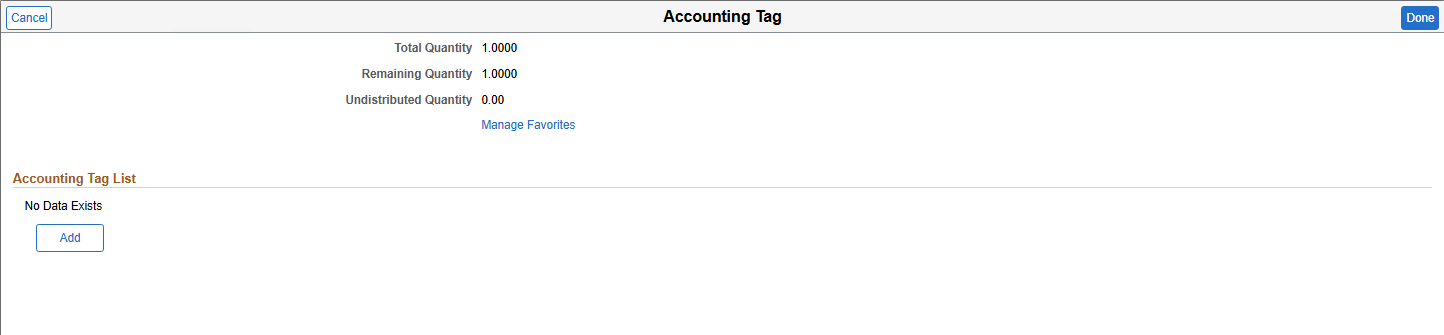 Cancel Accounting Tag Done
Total Quantity 1.0000
Remaining Quantity 1.0000
Undistributed Quantity 0.00
Manage Favorites
Accounting Tag List
No Data Exists
Add